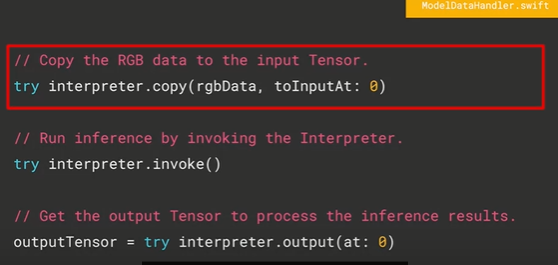 ModelDataHandler.swift
// Copy the RGB data to the input Tensor.
try interpreter.copy(rgbData, toInputAt: 0)
// Run inference by invoking the Interpreter.
try interpreter.invoke()
// Get the output Tensor to process the inference results.
outputTensor = try interpreter.output(at: 0)